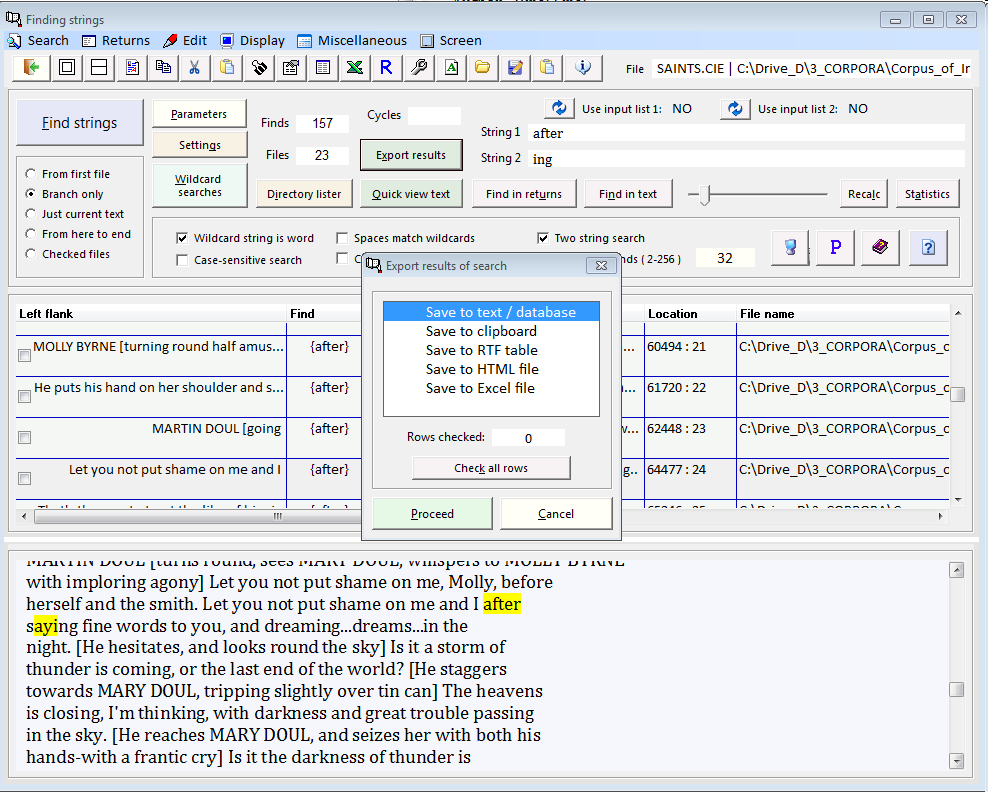 Finding strings
Search Returns Edit Display Miscellaneous Screen
R A File SAINTS.CIE | C:\Drive_D\3_CORPORA\Corpus_of_Ir
Find strings
Parameters
Settings
Wildcard
searches
Finds 157
Files 23
Cycles
Export results
Use input list 1: NO
Use input list 2: NO
String 1 after
String 2 ing
From first file
Branch only
Just current text
From here to end
Checked files
Directory lister
Quick view text
Find in returns
Find in text
Recalc
Statistics
Wildcard string is word
Spaces match wildcards
Two string search
Case-sensitive search
nds ( 2-256 ) 32
P
?
Left flank Find Location File name
MOLLY BYRNE [turning round half amus... {after} ... 60494 : 21 C:\Drive_D\3_CORPORA\Corpus_o
He puts his hand on her shoulder and s... {after} ... 61720 : 22 C:\Drive_D\3_CORPORA\Corpus_o
MARTIN DOUL [going {after} w... 62448 : 23 C:\Drive_D\3_CORPORA\Corpus_o
Let you not put shame on me and I {after} g.. 64477 : 24 C:\Drive_D\3_CORPORA\Corpus_o
Export results of search
Save to text / database
Save to clipboard
Save to RTF table
Save to HTML file
Save to Excel file
Rows checked: 0
Check all rows
Proceed
Cancel
MARTIN DOUL [turns round, sees MARY DOUL, whispers to MOLLY BYRNE
with imploring agony] Let you not put shame on me, Molly, before
herself and the smith. Let you not put shame on me and I after
saying fine words to you, and dreaming...dreams...in the
night. [He hesitates, and looks round the sky] Is it a storm of
thunder is coming, or the last end of the world? [He staggers
towards MARY DOUL, tripping slightly over tin can] The heavens
is closing, I'm thinking, with darkness and great trouble passing
in the sky. [He reaches MARY DOUL, and seizes her with both his
hands-with a frantic cry] Is it the darkness of thunder is